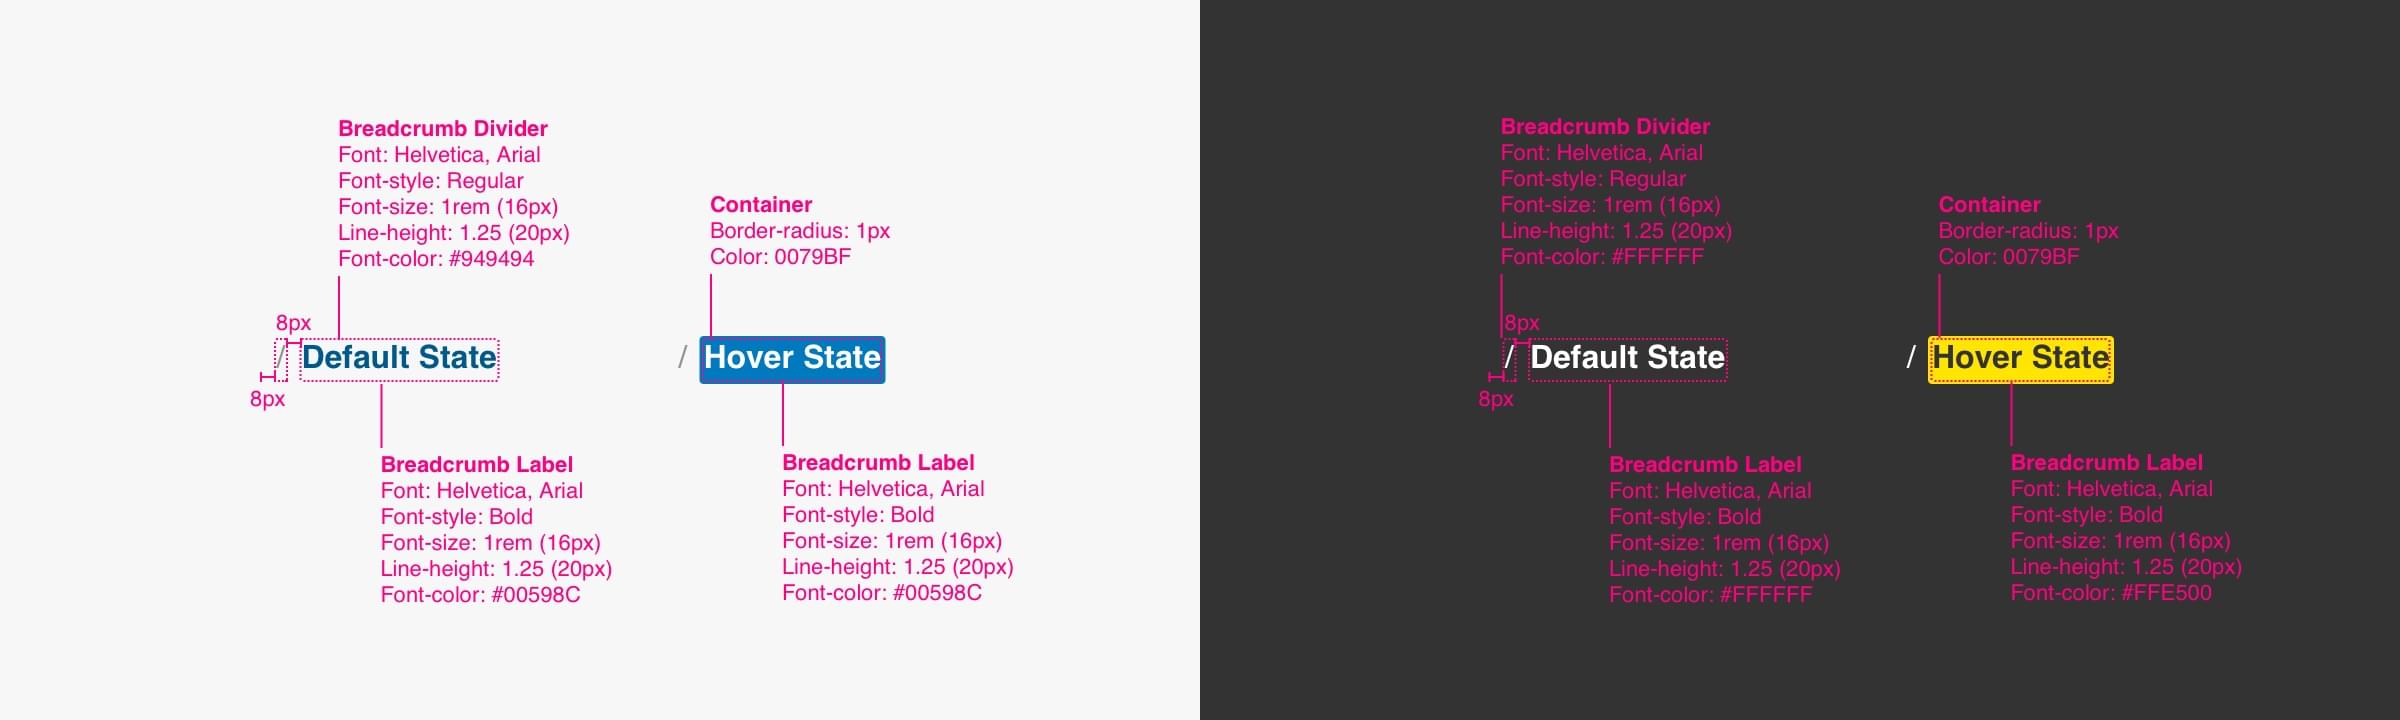 Breadcrumb Divider
Font: Helvetica, Arial
Font-style: Regular
Font-size: 1rem (16px)
Line-height: 1.25 (20px)
Font-color: #949494
Container
Border-radius: 1px
Color: 0079BF
8px
/ Default State
8px
/ Hover State
Breadcrumb Label
Font: Helvetica, Arial
Font-style: Bold
Font-size: 1rem (16px)
Line-height: 1.25 (20px)
Font-color: #00598C
Breadcrumb Label
Font: Helvetica, Arial
Font-style: Bold
Font-size: 1rem (16px)
Line-height: 1.25 (20px)
Font-color: #00598C
Breadcrumb Divider
Font: Helvetica, Arial
Font-style: Regular
Font-size: 1rem (16px)
Line-height: 1.25 (20px)
Font-color: #FFFFFF
Container
Border-radius: 1px
Color: 0079BF
8px
/ Default State
8px
/ Hover State
Breadcrumb Label
Font: Helvetica, Arial
Font-style: Bold
Font-size: 1rem (16px)
Line-height: 1.25 (20px)
Font-color: #FFFFFF
Breadcrumb Label
Font: Helvetica, Arial
Font-style: Bold
Font-size: 1rem (16px)
Line-height: 1.25 (20px)
Font-color: #FFE500